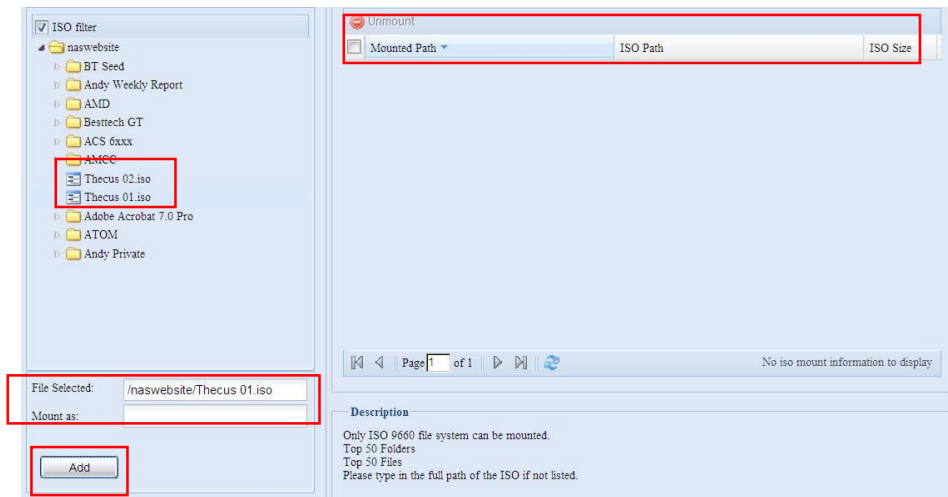 ISO filter
naswebsite
BT Seed
Andy Weekly Report
AMD
Besttech GT
ACS 6xxx
AMCC
Thecus 02.iso
Thecus 01.iso
Adobe Acrobat 7.0 Pro
ATOM
Andy Private
File Selected: /naswebsite/Thecus 01.iso
Mount as:
Add
Unmount
Mounted Path ISO Path ISO Size
Page 1 of 1 No iso mount information to display
Description
Only ISO 9660 file system can be mounted.
Top 50 Folders
Top 50 Files
Please type in the full path of the ISO if not listed.